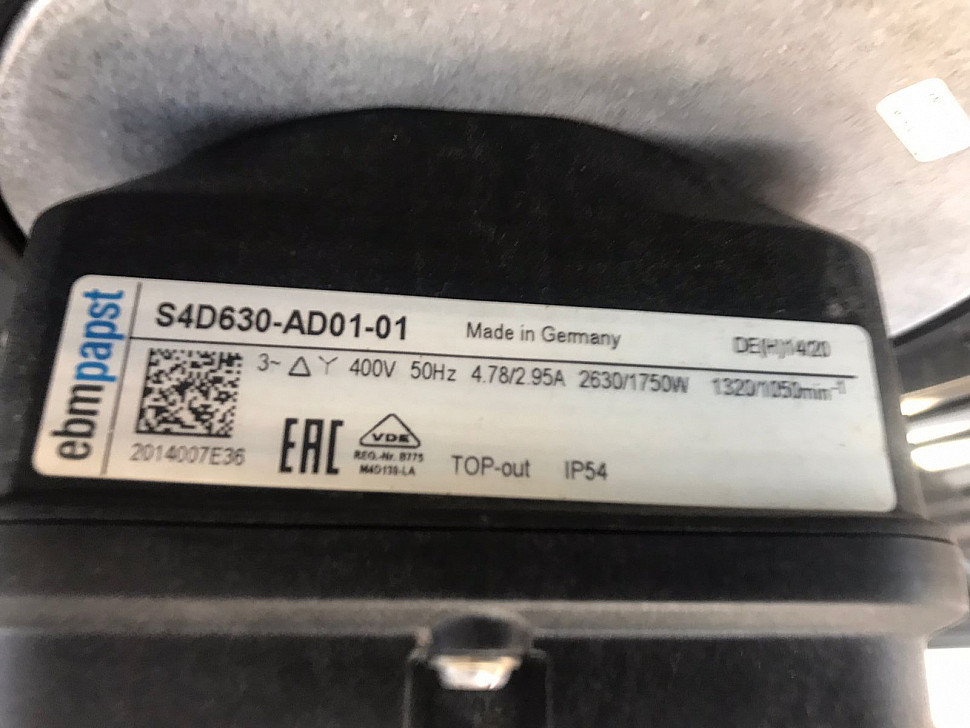 ebmpapst
S4D630-AD01-01 Made in Germany DE(H)14/20
3~ △ Y 400V 50Hz 4.78/2.95A 2630/1750W 1320/1050min⁻¹
2014007E36
EAC
VDE
REG.-Nr. B775
M4D138-LA
TOP-out IP54